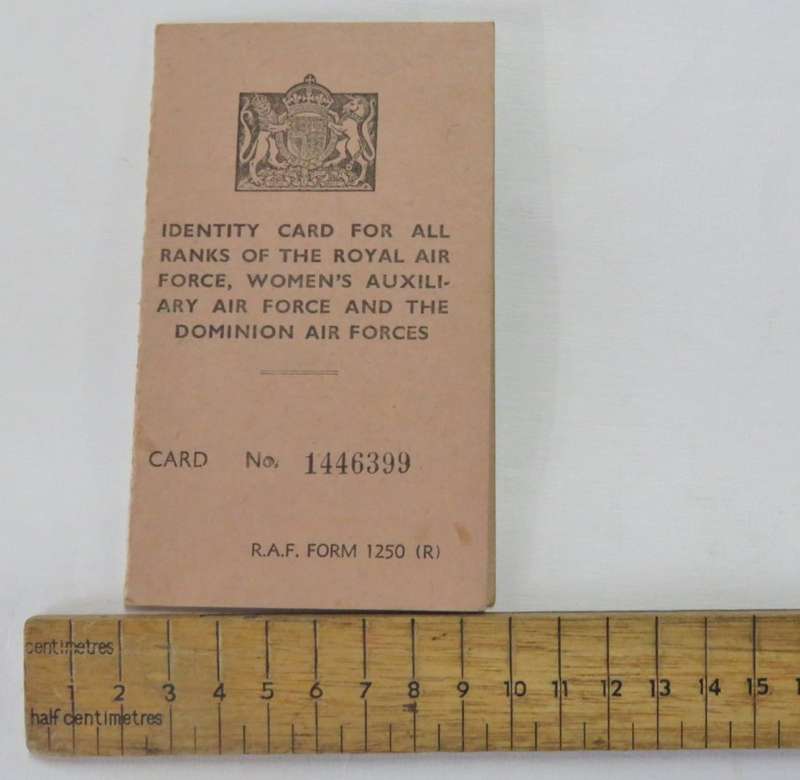 IDENTITY CARD FOR ALL
RANKS OF THE ROYAL AIR
FORCE, WOMEN'S AUXILI-
ARY AIR FORCE AND THE
DOMINION AIR FORCES
CARD No. 1446399
R.A.F. FORM 1250 (R)
centimetres
1 2 3 4 5 6 7 8 9 10 11 12 13 14 15
half centimetres